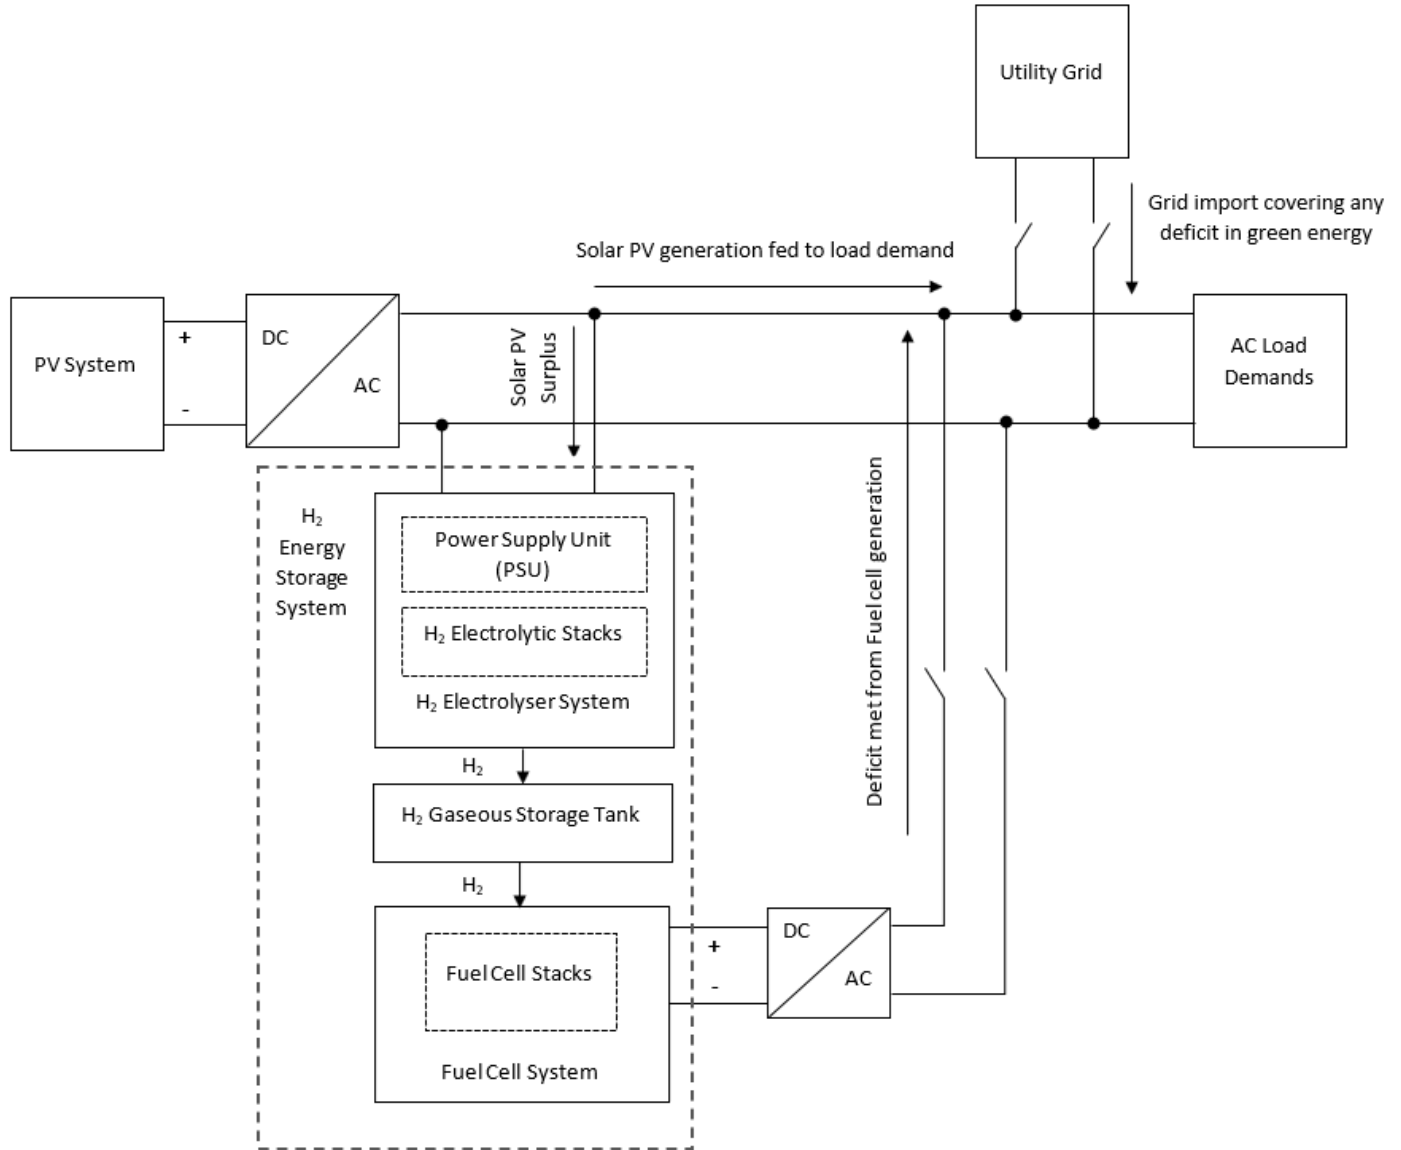 Utility Grid
Grid import covering any
deficit in green energy
Solar PV generation fed to load demand
PV System
+
-
DC
AC
Solar PV
Surplus
AC Load
Demands
H₂
Energy
Storage
System
Power Supply Unit
(PSU)
H₂ Electrolytic Stacks
H₂ Electrolyser System
Deficit met from Fuel cell generation
H₂
H₂ Gaseous Storage Tank
H₂
Fuel Cell Stacks
Fuel Cell System
+
-
DC
AC